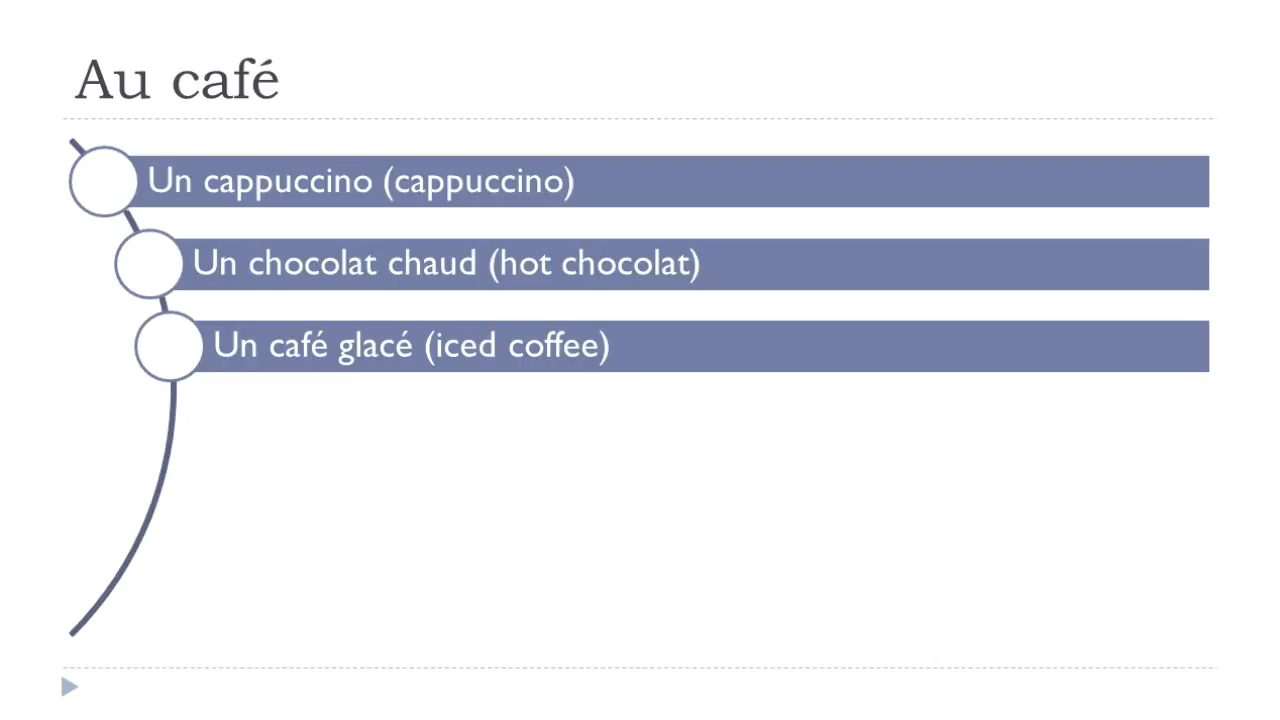 Au café
Un cappuccino (cappuccino)
Un chocolat chaud (hot chocolat)
Un café glacé (iced coffee)